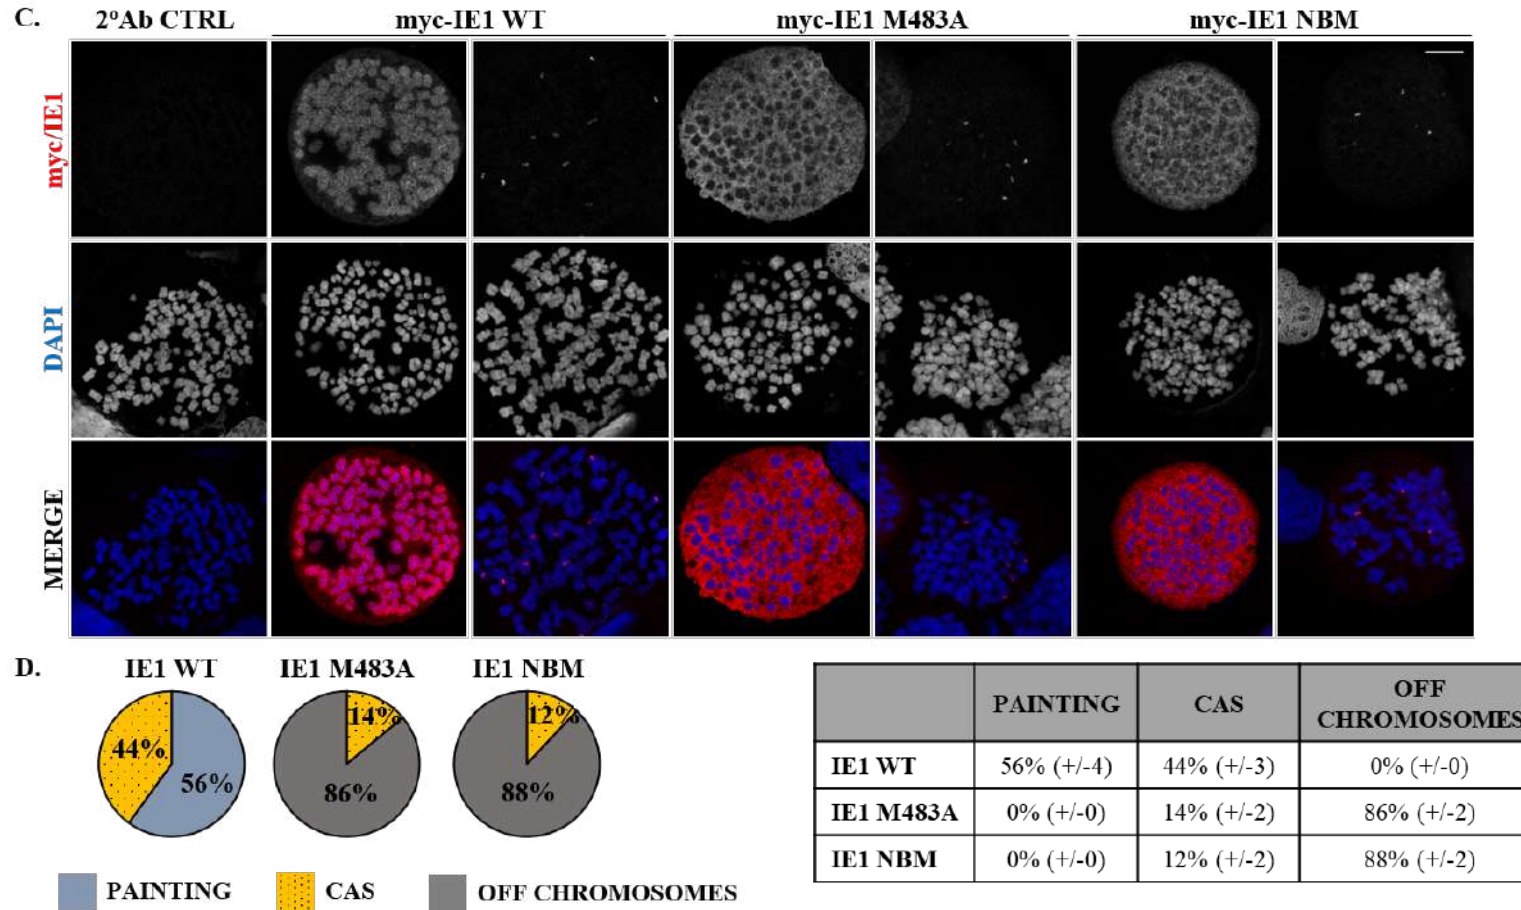 C.
2ºAb CTRL
myc-IE1 WT
myc-IE1 M483A
myc-IE1 NBM
myc/IE1
DAPI
MERGE
D.
IE1 WT
IE1 M483A
IE1 NBM
44%
56%
14%
86%
12%
88%
PAINTING
CAS
OFF CHROMOSOMES
PAINTING CAS OFF
CHROMOSOMES
IE1 WT 56% (+/-4) 44% (+/-3) 0% (+/-0)
IE1 M483A 0% (+/-0) 14% (+/-2) 86% (+/-2)
IE1 NBM 0% (+/-0) 12% (+/-2) 88% (+/-2)